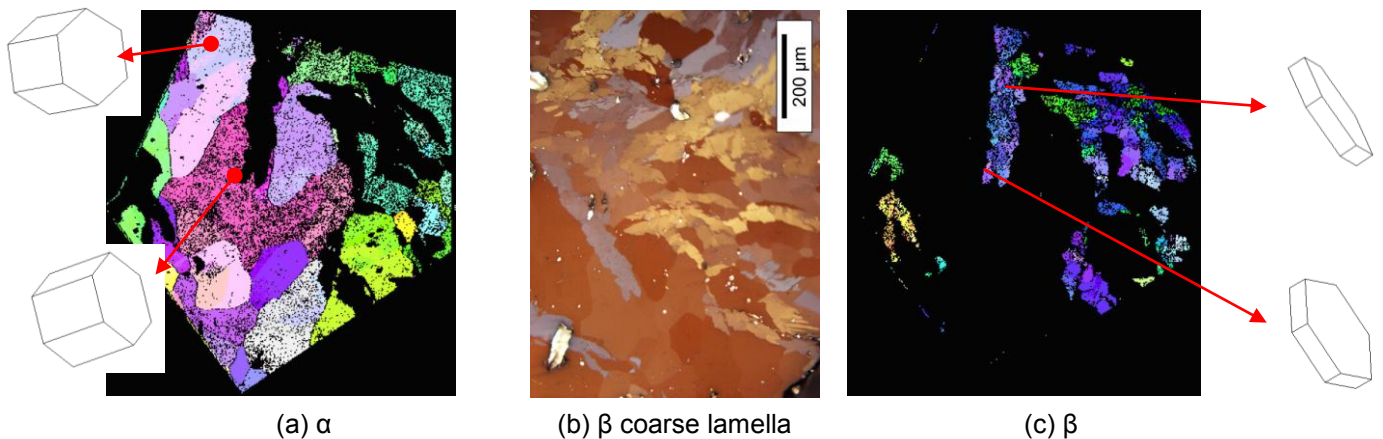 200 μm
(a) α
(b) β coarse lamella
(c) β